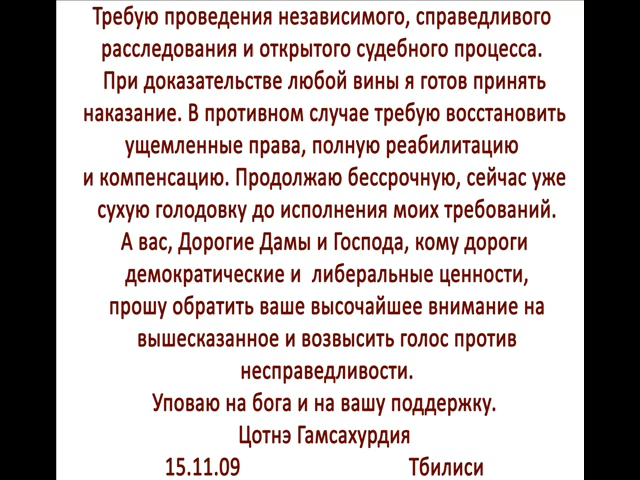 Требую проведения независимого, справедливого
расследования и открытого судебного процесса.
При доказательстве любой вины я готов принять
наказание. В противном случае требую восстановить
ущемленные права, полную реабилитацию
и компенсацию. Продолжаю бессрочную, сейчас уже
сухую голодовку до исполнения моих требований.
А вас, Дорогие Дамы и Господа, кому дороги
демократические и либеральные ценности,
прошу обратить ваше высочайшее внимание на
вышесказанное и возвысить голос против
несправедливости.
Уповаю на бога и на вашу поддержку.
Цотнэ Гамсахурдия
15.11.09 Тбилиси